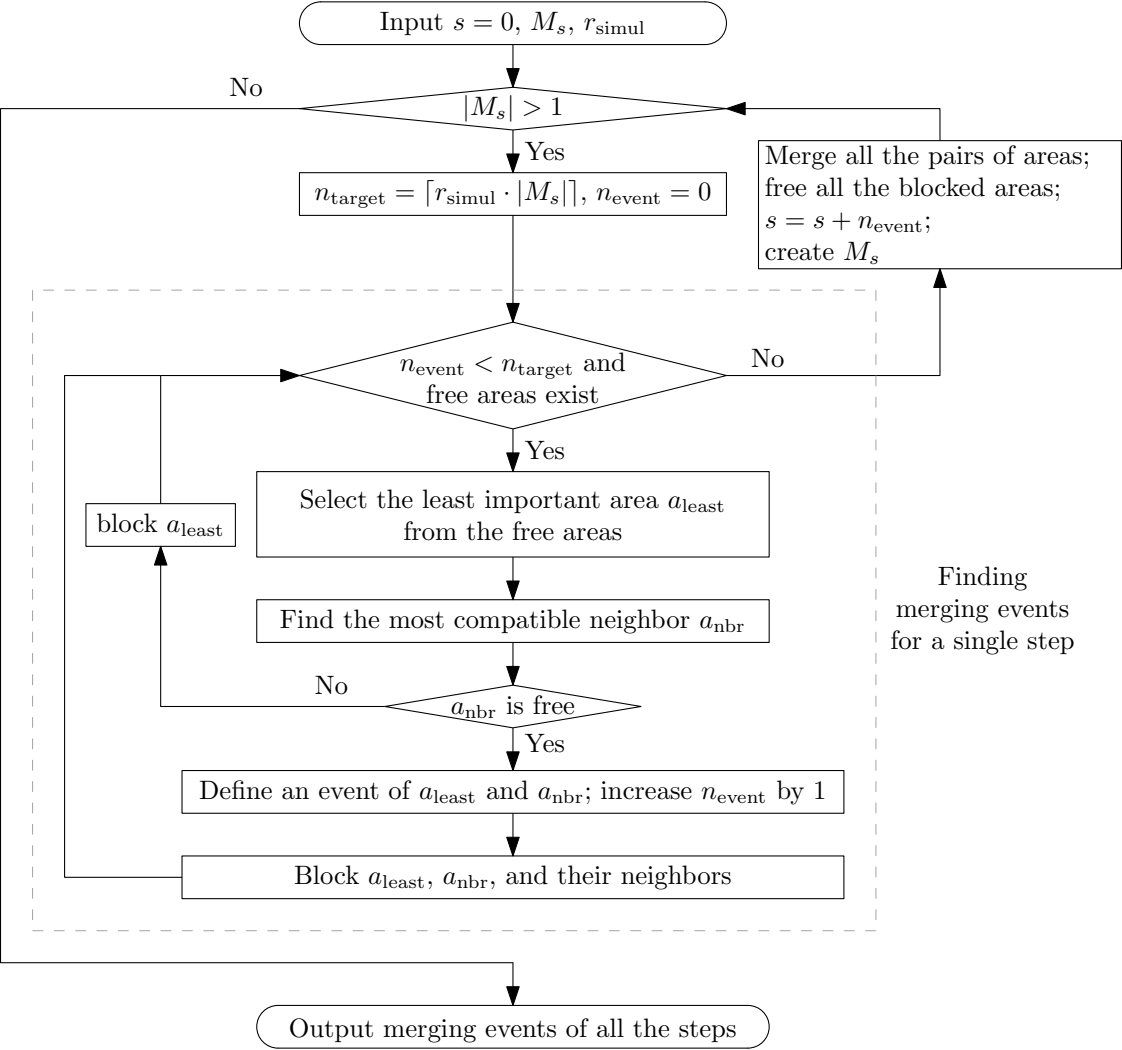 Input s = 0, M_s, r_simul
No
|M_s| > 1
Yes
Merge all the pairs of areas;
free all the blocked areas;
s = s + n_event;
create M_s
n_target = ⌈r_simul · |M_s|⌉, n_event = 0
n_event < n_target and
free areas exist
No
Yes
Select the least important area a_least
from the free areas
block a_least
Finding
merging events
for a single step
Find the most compatible neighbor a_nbr
No
a_nbr is free
Yes
Define an event of a_least and a_nbr; increase n_event by 1
Block a_least, a_nbr, and their neighbors
Output merging events of all the steps